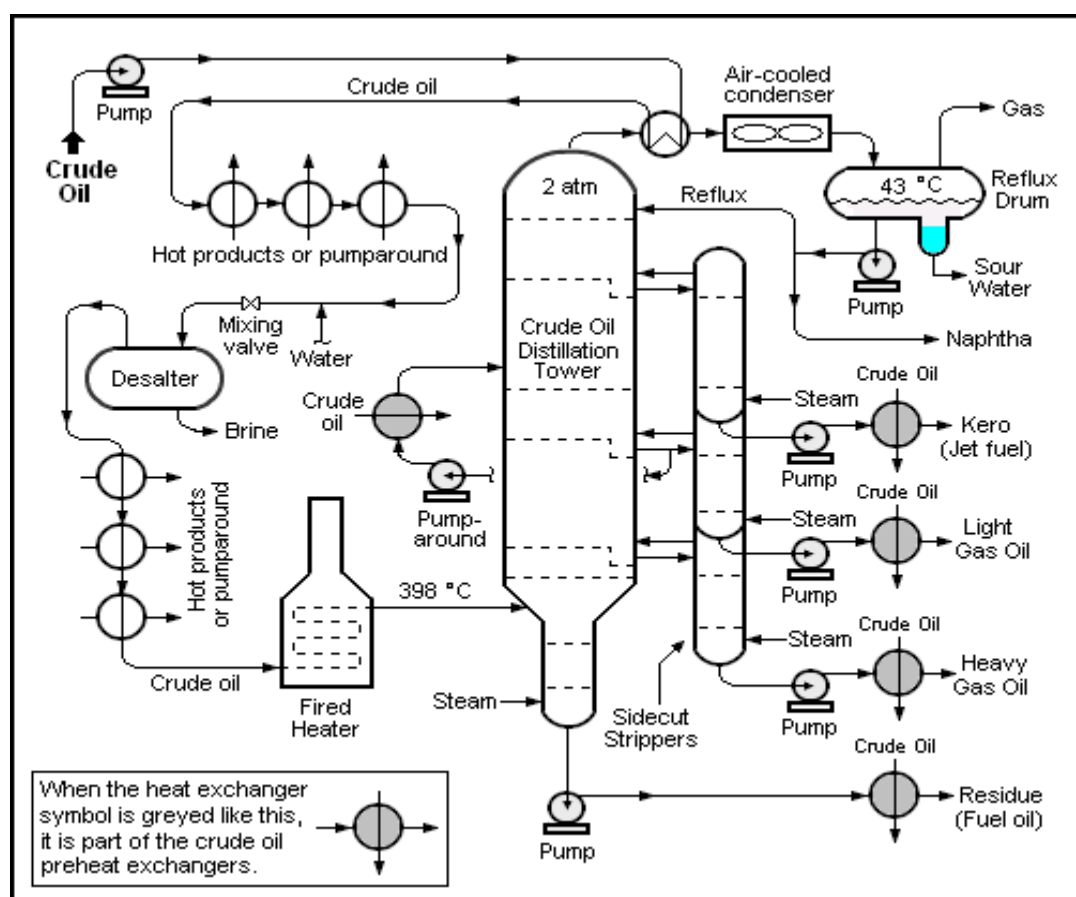 Pump
Crude oil
Air-cooled
condenser
Gas
Crude
Oil
2 atm
Reflux
43 °C
Reflux
Drum
Hot products or pumparound
Pump
Sour
Water
Mixing
valve
Water
Crude Oil
Distillation
Tower
Naphtha
Desalter
Crude
oil
Brine
Steam
Crude Oil
Pump
Kero
(Jet fuel)
Hot products
or pumparound
Pump-
around
Steam
Crude Oil
Pump
Light
Gas Oil
398 °C
Steam
Crude Oil
Pump
Heavy
Gas Oil
Crude oil
Fired
Heater
Steam
Sidecut
Strippers
Crude Oil
Pump
Residue
(Fuel oil)
When the heat exchanger
symbol is greyed like this,
it is part of the crude oil
preheat exchangers.